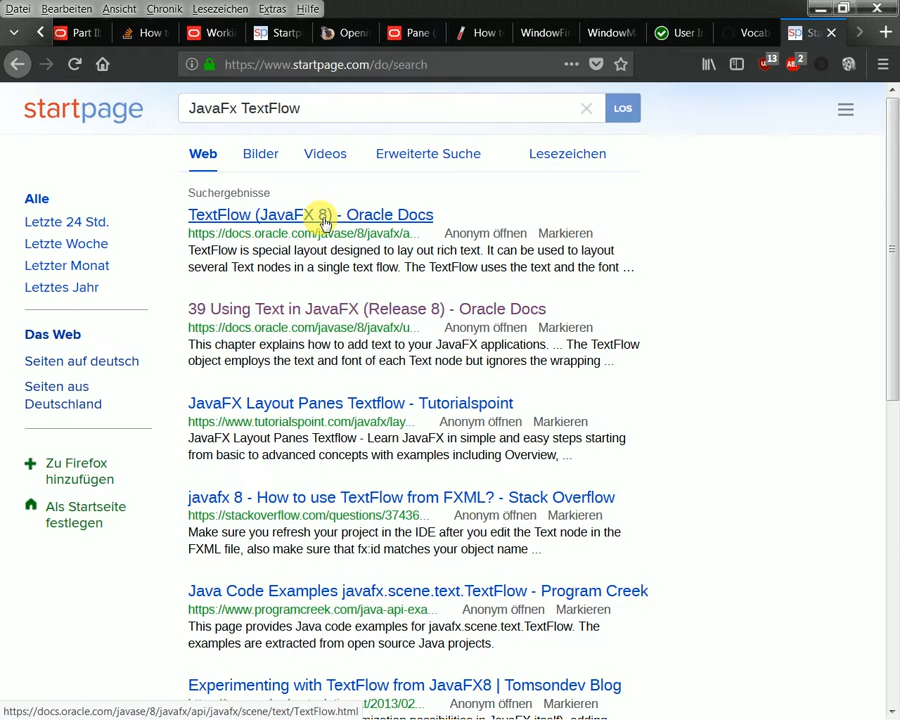 Datei Bearbeiten Ansicht Chronik Lesezeichen Extras Hilfe
Part II How t Worki Startp Openi Pane ( How t WindowFi WindowM User I Vocab St
https://www.startpage.com/do/search 13 2
startpage JavaFx TextFlow LOS
Web Bilder Videos Erweiterte Suche Lesezeichen
Suchergebnisse
Alle
Letzte 24 Std.
Letzte Woche
Letzter Monat
Letztes Jahr
Das Web
Seiten auf deutsch
Seiten aus
Deutschland
Zu Firefox
hinzufügen
Als Startseite
festlegen
TextFlow (JavaFX 8) - Oracle Docs
https://docs.oracle.com/javase/8/javafx/a... Anonym öffnen Markieren
TextFlow is special layout designed to lay out rich text. It can be used to layout
several Text nodes in a single text flow. The TextFlow uses the text and the font ...
39 Using Text in JavaFX (Release 8) - Oracle Docs
https://docs.oracle.com/javase/8/javafx/u... Anonym öffnen Markieren
This chapter explains how to add text to your JavaFX applications. ... The TextFlow
object employs the text and font of each Text node but ignores the wrapping ...
JavaFX Layout Panes Textflow - Tutorialspoint
https://www.tutorialspoint.com/javafx/lay... Anonym öffnen Markieren
JavaFX Layout Panes Textflow - Learn JavaFX in simple and easy steps starting
from basic to advanced concepts with examples including Overview, ...
javafx 8 - How to use TextFlow from FXML? - Stack Overflow
https://stackoverflow.com/questions/37436... Anonym öffnen Markieren
Make sure you refresh your project in the IDE after you edit the Text node in the
FXML file, also make sure that fx:id matches your object name ...
Java Code Examples javafx.scene.text.TextFlow - Program Creek
https://www.programcreek.com/java-api-exa... Anonym öffnen Markieren
This page provides Java code examples for javafx.scene.text.TextFlow. The
examples are extracted from open source Java projects.
Experimenting with TextFlow from JavaFX8 | Tomsondev Blog
t/2013/02... Anonym öffnen Markieren
https://docs.oracle.com/javase/8/javafx/api/javafx/scene/text/TextFlow.html